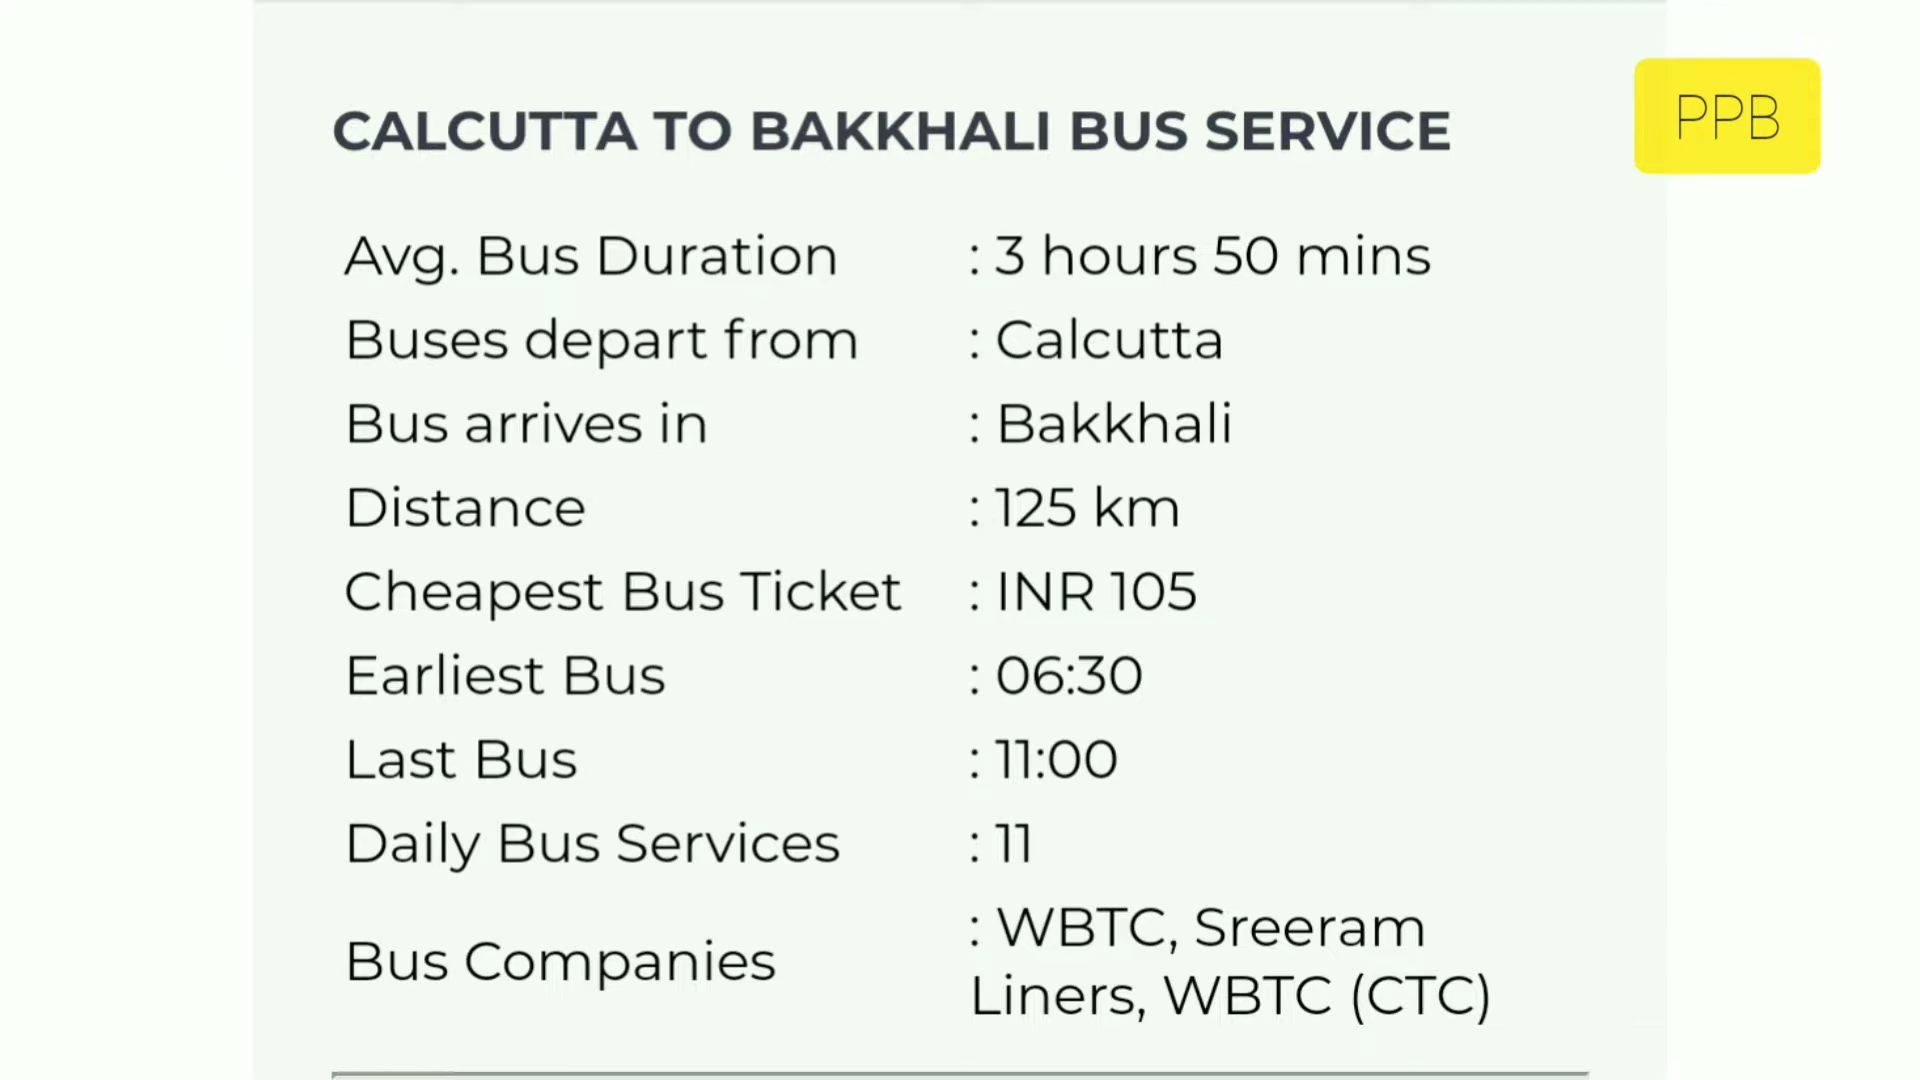 CALCUTTA TO BAKKHALI BUS SERVICE
PPB
Avg. Bus Duration : 3 hours 50 mins
Buses depart from : Calcutta
Bus arrives in : Bakkhali
Distance : 125 km
Cheapest Bus Ticket : INR 105
Earliest Bus : 06:30
Last Bus : 11:00
Daily Bus Services : 11
Bus Companies : WBTC, Sreeram
Liners, WBTC (CTC)